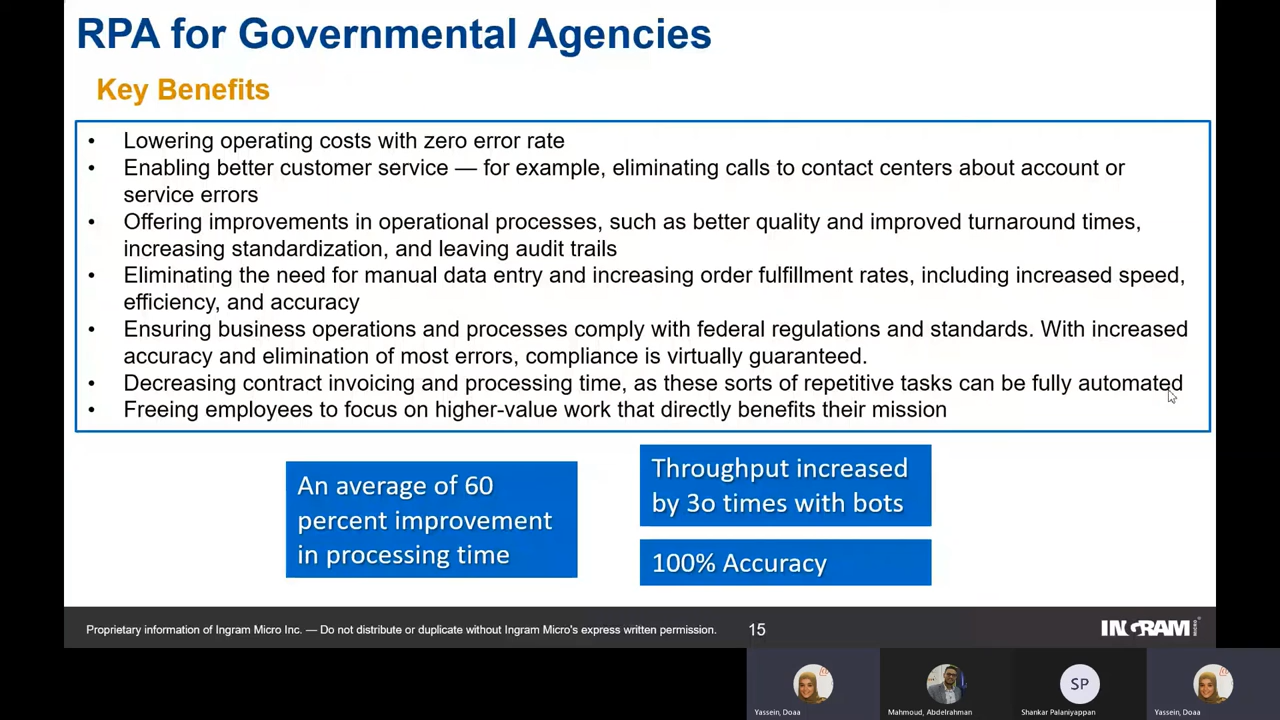 RPA for Governmental Agencies
Key Benefits
• Lowering operating costs with zero error rate
• Enabling better customer service — for example, eliminating calls to contact centers about account or
service errors
• Offering improvements in operational processes, such as better quality and improved turnaround times,
increasing standardization, and leaving audit trails
• Eliminating the need for manual data entry and increasing order fulfillment rates, including increased speed,
efficiency, and accuracy
• Ensuring business operations and processes comply with federal regulations and standards. With increased
accuracy and elimination of most errors, compliance is virtually guaranteed.
• Decreasing contract invoicing and processing time, as these sorts of repetitive tasks can be fully automated
• Freeing employees to focus on higher-value work that directly benefits their mission
An average of 60
percent improvement
in processing time
Throughput increased
by 3o times with bots
100% Accuracy
Proprietary information of Ingram Micro Inc. — Do not distribute or duplicate without Ingram Micro's express written permission.
15
INGRAM MICRO
SP
Yassein, Doaa
Mahmoud, Abdelrahman
Shankar Palaniyappan
Yassein, Doaa